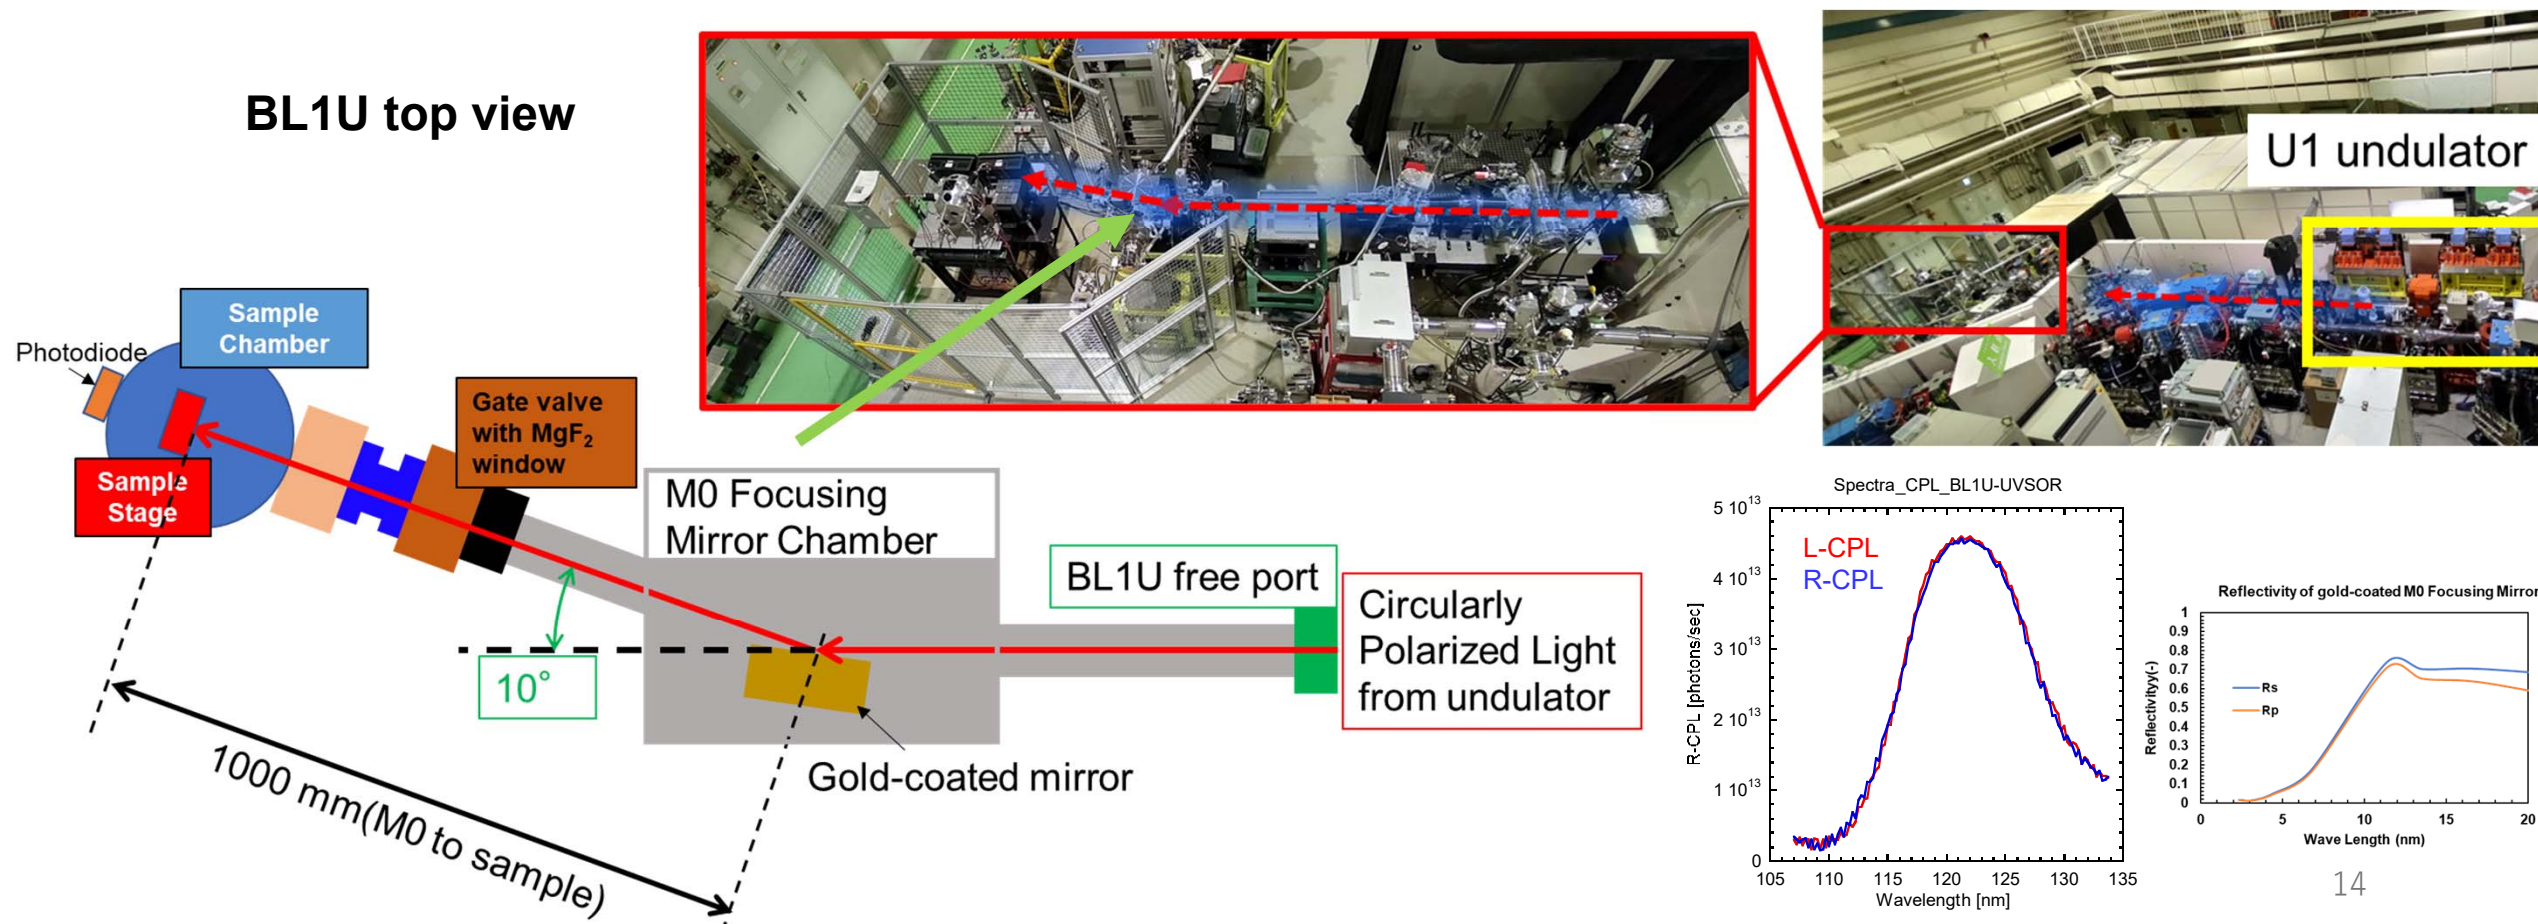 BL1U top view
U1 undulator
Photodiode
Sample
Chamber
Sample
Stage
Gate valve
with MgF₂
window
M0 Focusing
Mirror Chamber
BL1U free port
Circularly
Polarized Light
from undulator
10°
Gold-coated mirror
1000 mm(M0 to sample)
Spectra_CPL_BL1U-UVSOR
L-CPL
R-CPL
R-CPL [photons/sec]
5 10¹³
4 10¹³
3 10¹³
2 10¹³
1 10¹³
0
105 110 115 120 125 130 135
Wavelength [nm]
Reflectivity of gold-coated M0 Focusing Mirror
Reflectivityy(-)
1
0.9
0.8
0.7
0.6
0.5
0.4
0.3
0.2
0.1
0
Rs
Rp
0 5 10 15 20
Wave Length (nm)
14